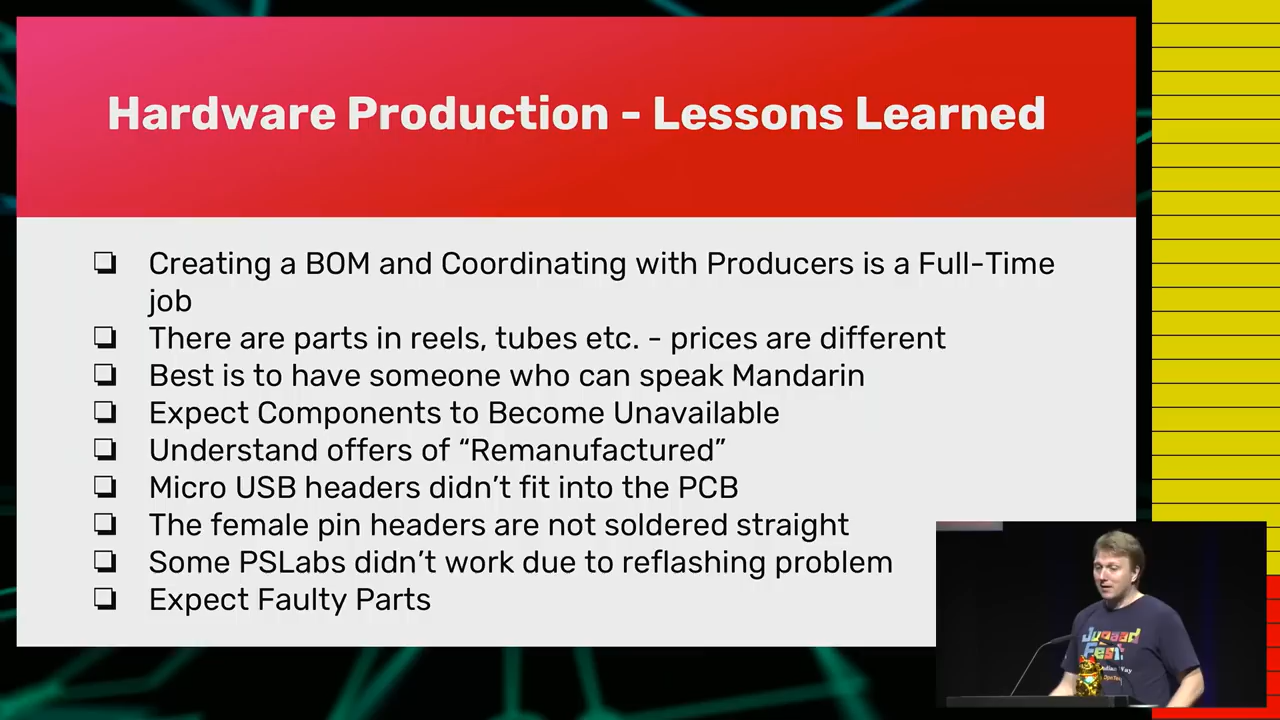 Hardware Production - Lessons Learned
❏ Creating a BOM and Coordinating with Producers is a Full-Time
job
❏ There are parts in reels, tubes etc. - prices are different
❏ Best is to have someone who can speak Mandarin
❏ Expect Components to Become Unavailable
❏ Understand offers of “Remanufactured”
❏ Micro USB headers didn’t fit into the PCB
❏ The female pin headers are not soldered straight
❏ Some PSLabs didn’t work due to reflashing problem
❏ Expect Faulty Parts
Jugaad
Fest
Way